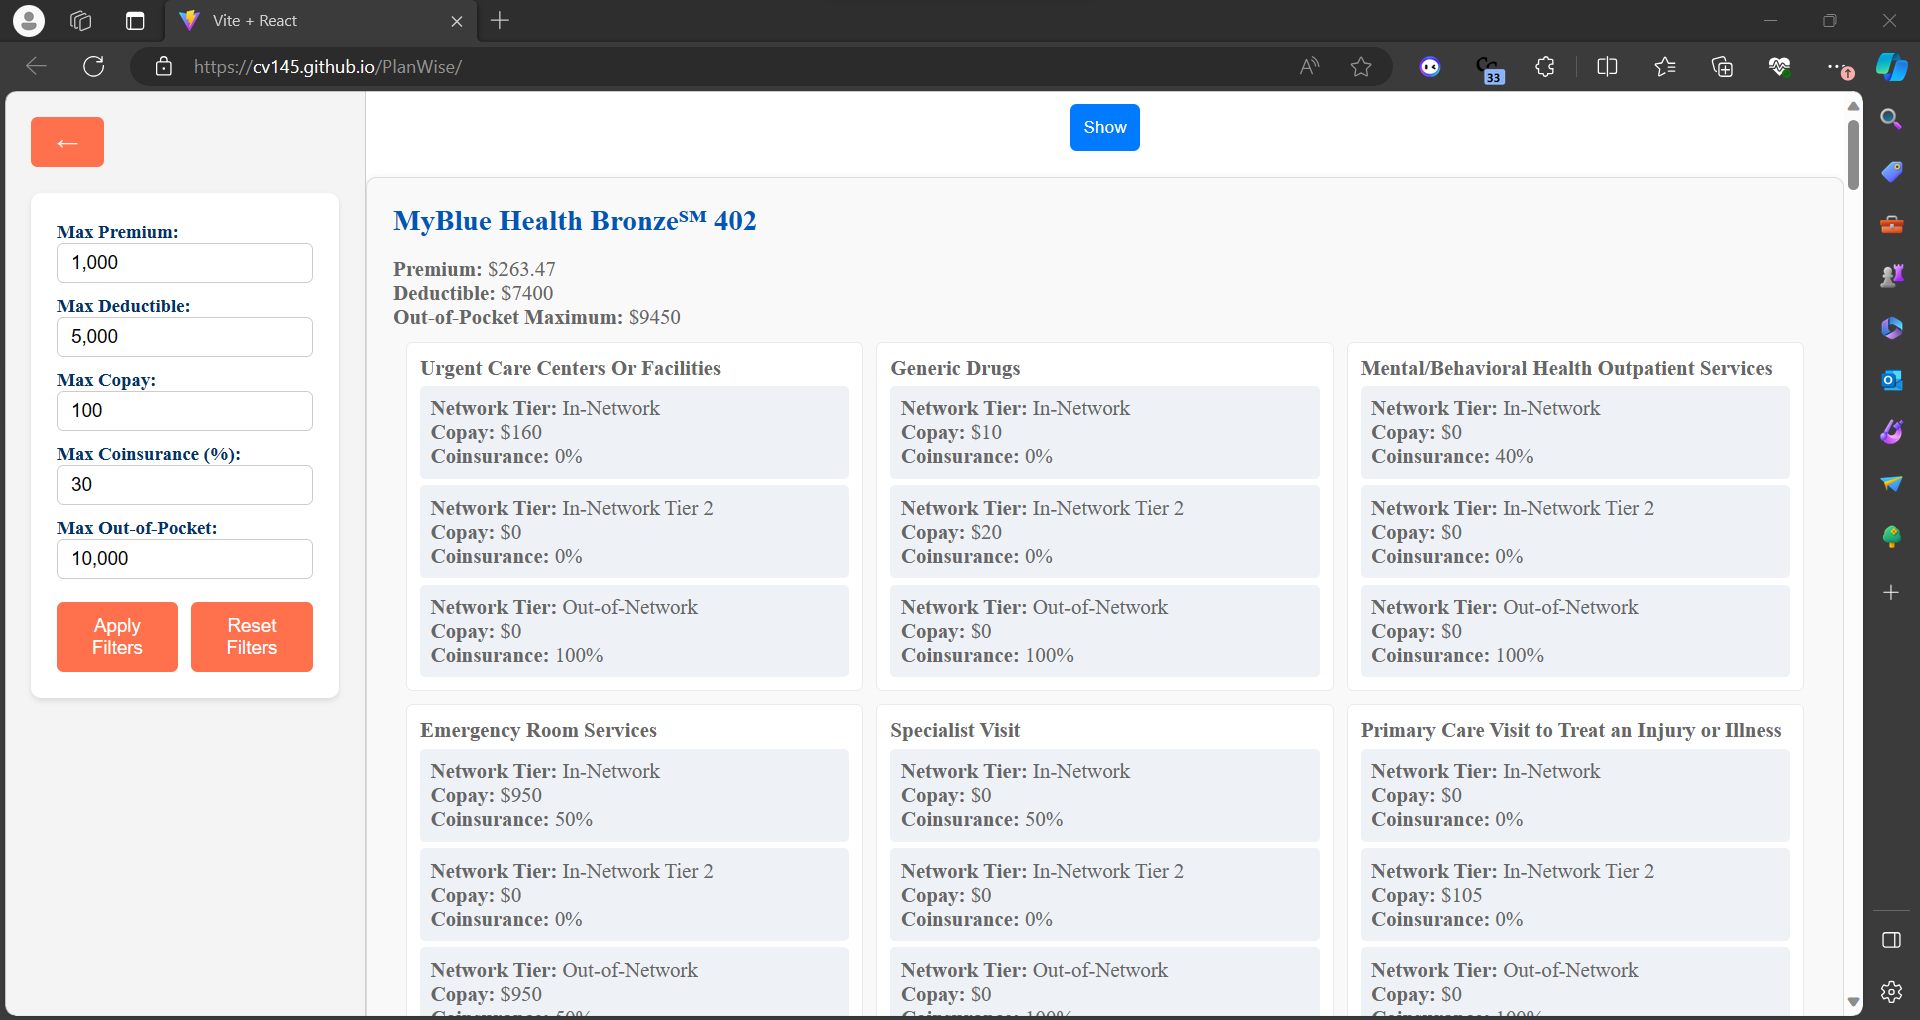 Vite + React
https://cv145.github.io/PlanWise/
33
←
Max Premium:
1,000
Max Deductible:
5,000
Max Copay:
100
Max Coinsurance (%):
30
Max Out-of-Pocket:
10,000
Apply
Filters
Reset
Filters
Show
MyBlue Health Bronze℠ 402
Premium: $263.47
Deductible: $7400
Out-of-Pocket Maximum: $9450
Urgent Care Centers Or Facilities
Network Tier: In-Network
Copay: $160
Coinsurance: 0%
Network Tier: In-Network Tier 2
Copay: $0
Coinsurance: 0%
Network Tier: Out-of-Network
Copay: $0
Coinsurance: 100%
Generic Drugs
Network Tier: In-Network
Copay: $10
Coinsurance: 0%
Network Tier: In-Network Tier 2
Copay: $20
Coinsurance: 0%
Network Tier: Out-of-Network
Copay: $0
Coinsurance: 100%
Mental/Behavioral Health Outpatient Services
Network Tier: In-Network
Copay: $0
Coinsurance: 40%
Network Tier: In-Network Tier 2
Copay: $0
Coinsurance: 0%
Network Tier: Out-of-Network
Copay: $0
Coinsurance: 100%
Emergency Room Services
Network Tier: In-Network
Copay: $950
Coinsurance: 50%
Network Tier: In-Network Tier 2
Copay: $0
Coinsurance: 0%
Network Tier: Out-of-Network
Copay: $950
Coinsurance: 50%
Specialist Visit
Network Tier: In-Network
Copay: $0
Coinsurance: 50%
Network Tier: In-Network Tier 2
Copay: $0
Coinsurance: 0%
Network Tier: Out-of-Network
Copay: $0
Coinsurance: 100%
Primary Care Visit to Treat an Injury or Illness
Network Tier: In-Network
Copay: $0
Coinsurance: 0%
Network Tier: In-Network Tier 2
Copay: $105
Coinsurance: 0%
Network Tier: Out-of-Network
Copay: $0
Coinsurance: 100%